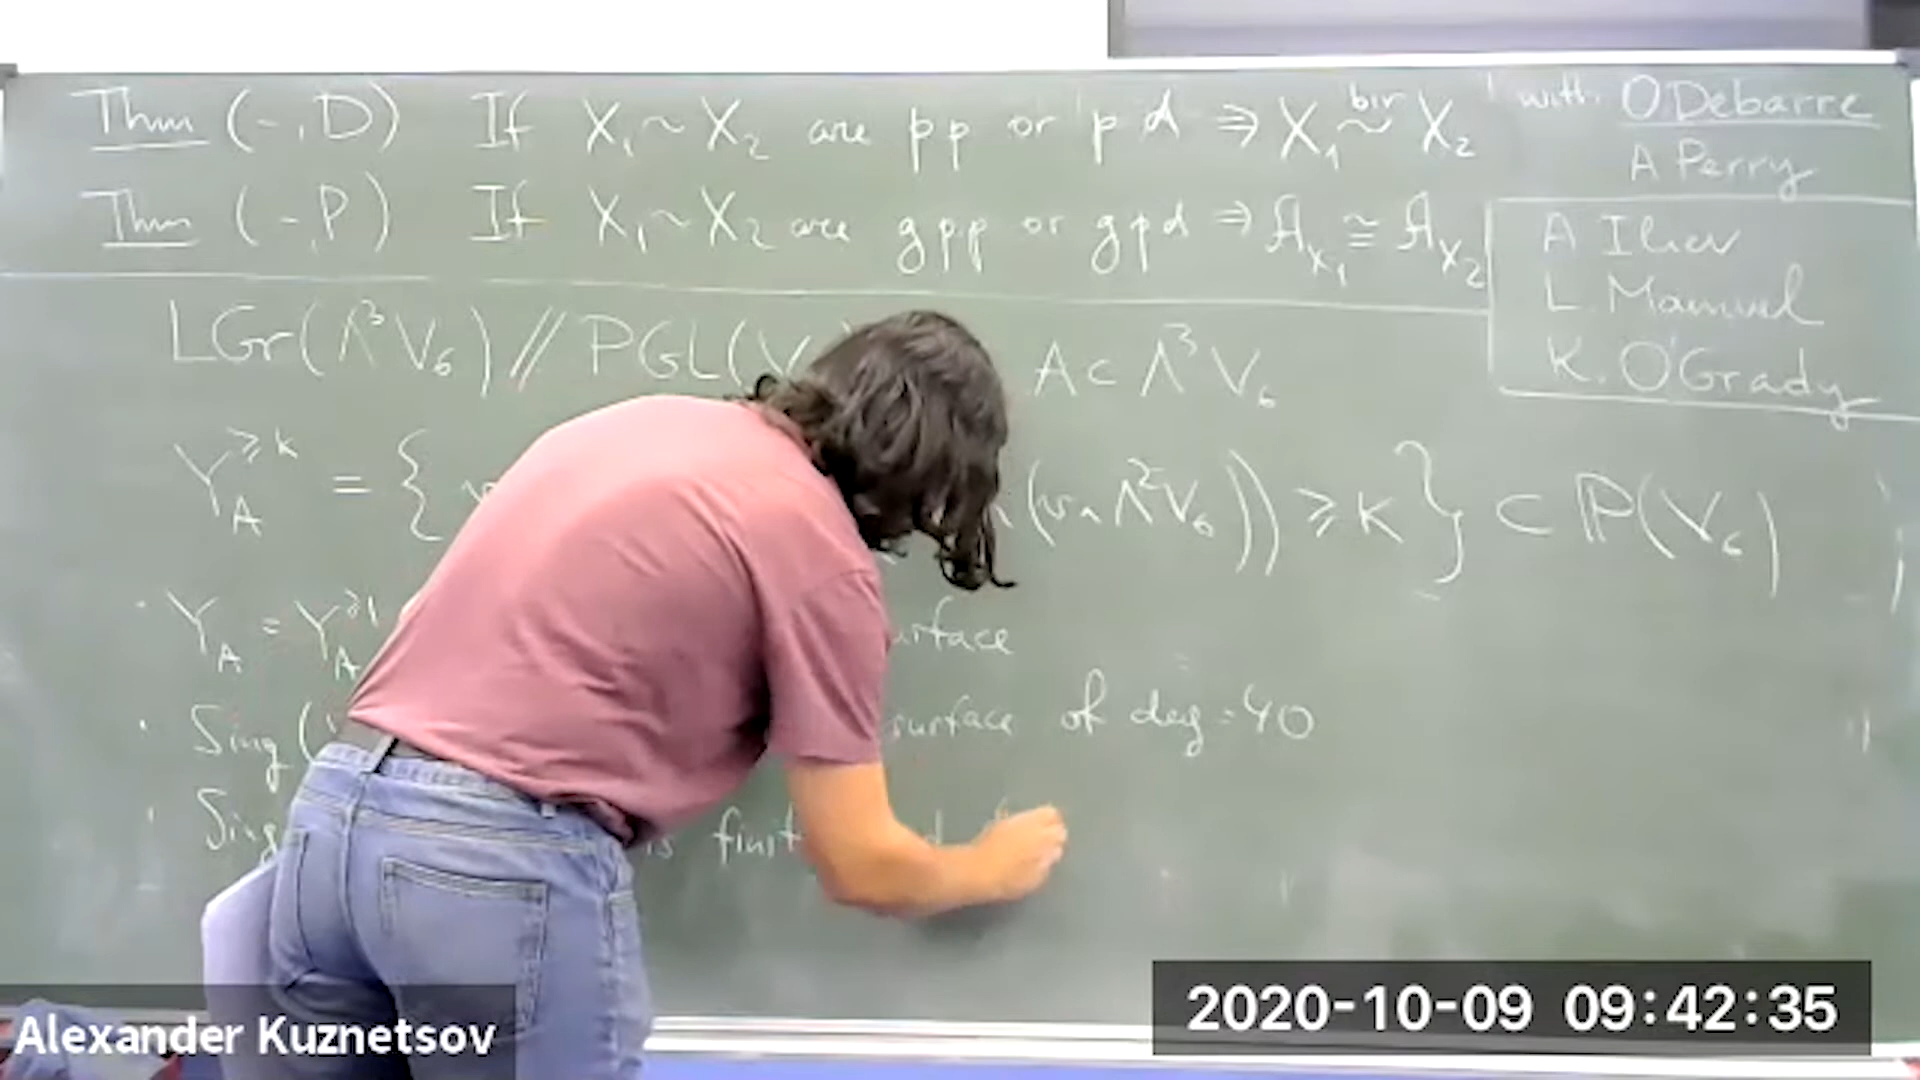 Thm (-, D) If X₁ ~ X₂ are pp or pd ⇒ X₁ bir ~ X₂
with O. Debarre
A Perry
Thm (-, P) If X₁ ~ X₂ are gpp or gpd ⇒ 𝒜_X₁ ≅ 𝒜_X₂
A Iliev
L. Manivel
K. O'Grady
LGr(Λ³V₆) // PGL(V A ⊂ Λ³V₆
Y_A^{≥k} = { (v∧Λ²V₆)) ≥ k } ⊂ ℙ(V₆)
· Y_A = Y_A^{≥1} urface
· Sing ( surface of deg = 40
· Sing is finit
2020-10-09 09:42:35
Alexander Kuznetsov